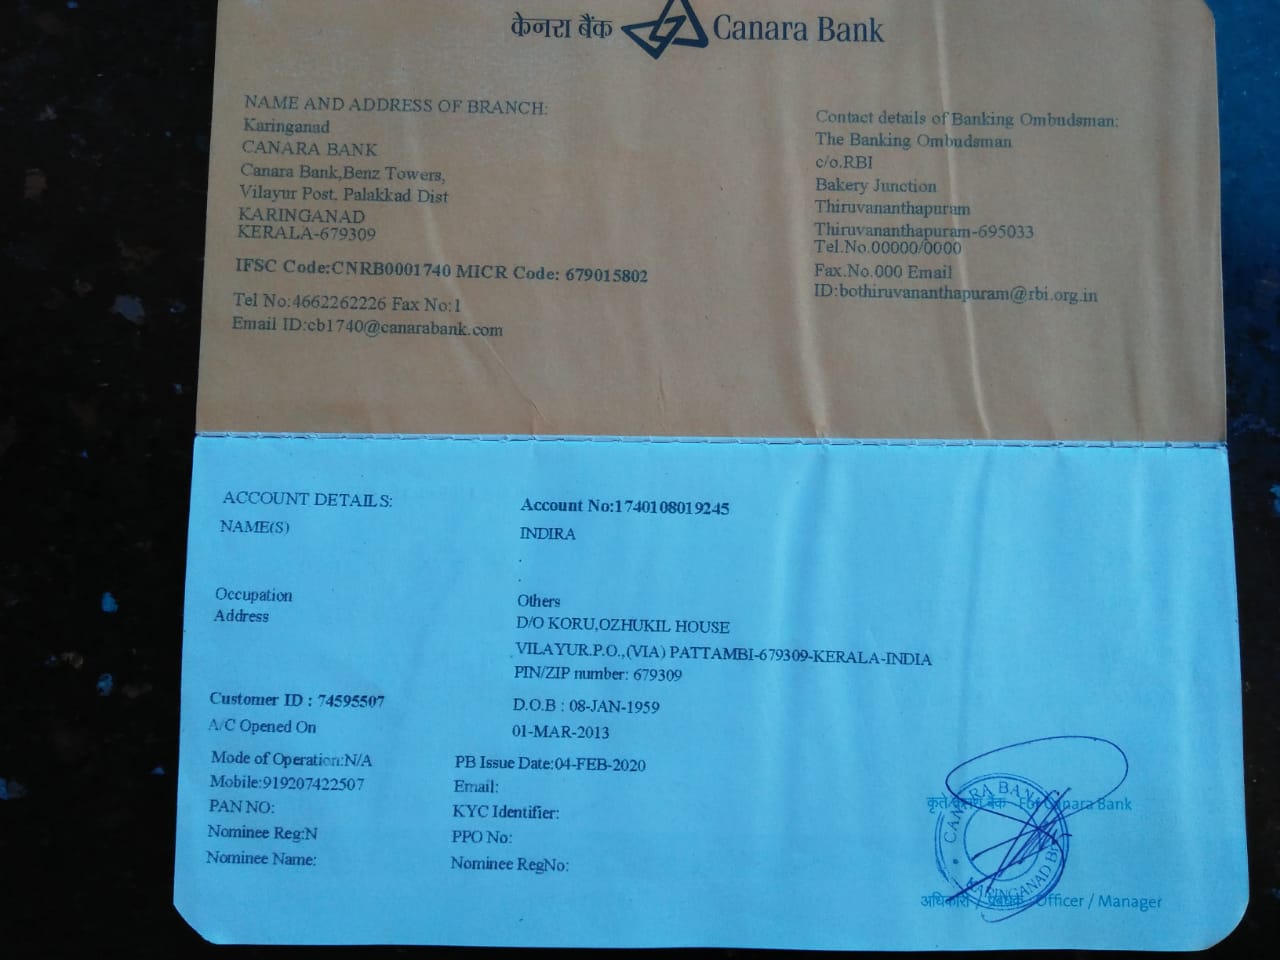 केनरा बैंक Canara Bank
NAME AND ADDRESS OF BRANCH:
Karinganad
CANARA BANK
Canara Bank,Benz Towers,
Vilayur Post, Palakkad Dist
KARINGANAD
KERALA-679309
IFSC Code:CNRB0001740 MICR Code: 679015802
Tel No:4662262226 Fax No:1
Email ID:cb1740@canarabank.com
Contact details of Banking Ombudsman:
The Banking Ombudsman
c/o.RBI
Bakery Junction
Thiruvananthapuram
Thiruvananthapuram-695033
Tel.No.00000/0000
Fax.No.000 Email
ID:bothiruvananthapuram@rbi.org.in
ACCOUNT DETAILS: Account No:1740108019245
NAME(S) INDIRA
.
.
Occupation Others
Address D/O KORU,OZHUKIL HOUSE
VILAYUR.P.O.,(VIA) PATTAMBI-679309-KERALA-INDIA
PIN/ZIP number: 679309
Customer ID : 74595507 D.O.B : 08-JAN-1959
A/C Opened On 01-MAR-2013
Mode of Operation:N/A PB Issue Date:04-FEB-2020
Mobile:919207422507 Email:
PAN NO: KYC Identifier:
Nominee Reg:N PPO No:
Nominee Name: Nominee RegNo:
कृते केनरा बैंक For Canara Bank
CANARA BANK
KARINGANAD
अधिकारी / प्रबंधक Officer / Manager